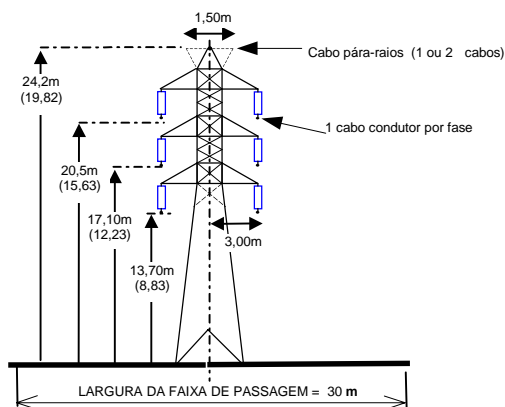 1,50m
Cabo pára-raios (1 ou 2 cabos)
24,2m
(19,82)
1 cabo condutor por fase
20,5m
(15,63)
17,10m
(12,23)
3,00m
13,70m
(8,83)
LARGURA DA FAIXA DE PASSAGEM = 30 m